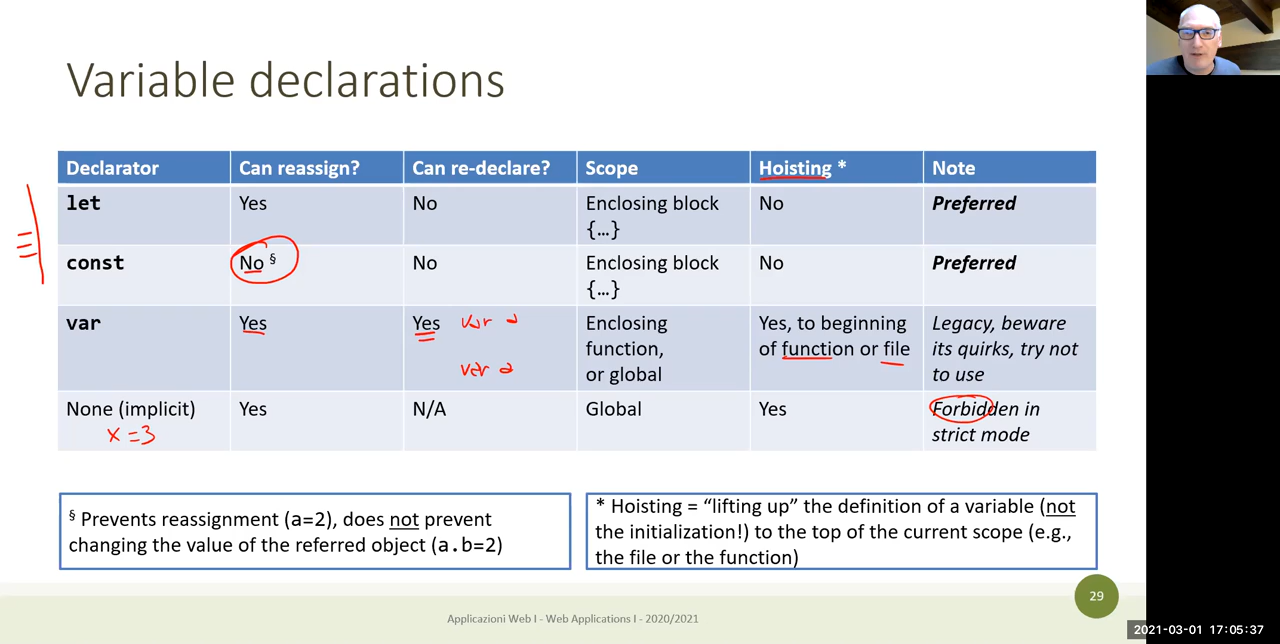 Variable declarations
Declarator Can reassign? Can re-declare? Scope Hoisting * Note
let Yes No Enclosing block {…} No Preferred
const No § No Enclosing block {…} No Preferred
var Yes Yes Enclosing function, or global Yes, to beginning of function or file Legacy, beware its quirks, try not to use
var a
var a
None (implicit) Yes N/A Global Yes Forbidden in strict mode
x =3
§ Prevents reassignment (a=2), does not prevent
changing the value of the referred object (a.b=2)
* Hoisting = “lifting up” the definition of a variable (not
the initialization!) to the top of the current scope (e.g.,
the file or the function)
29
Applicazioni Web I - Web Applications I - 2020/2021
2021-03-01 17:05:37